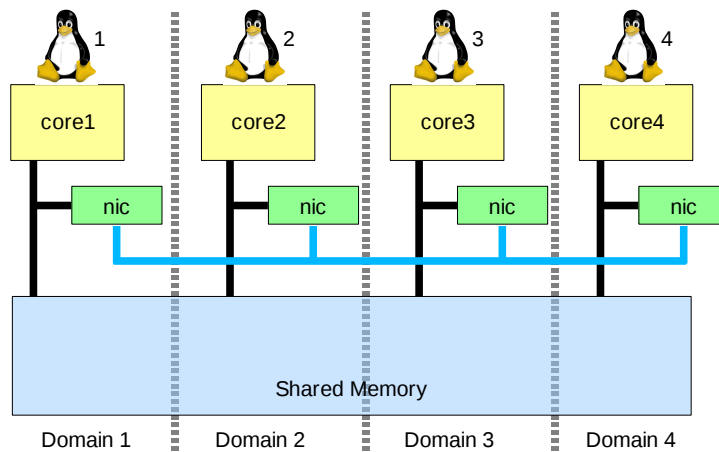 1
2
3
4
core1
core2
core3
core4
nic
nic
nic
nic
Shared Memory
Domain 1
Domain 2
Domain 3
Domain 4